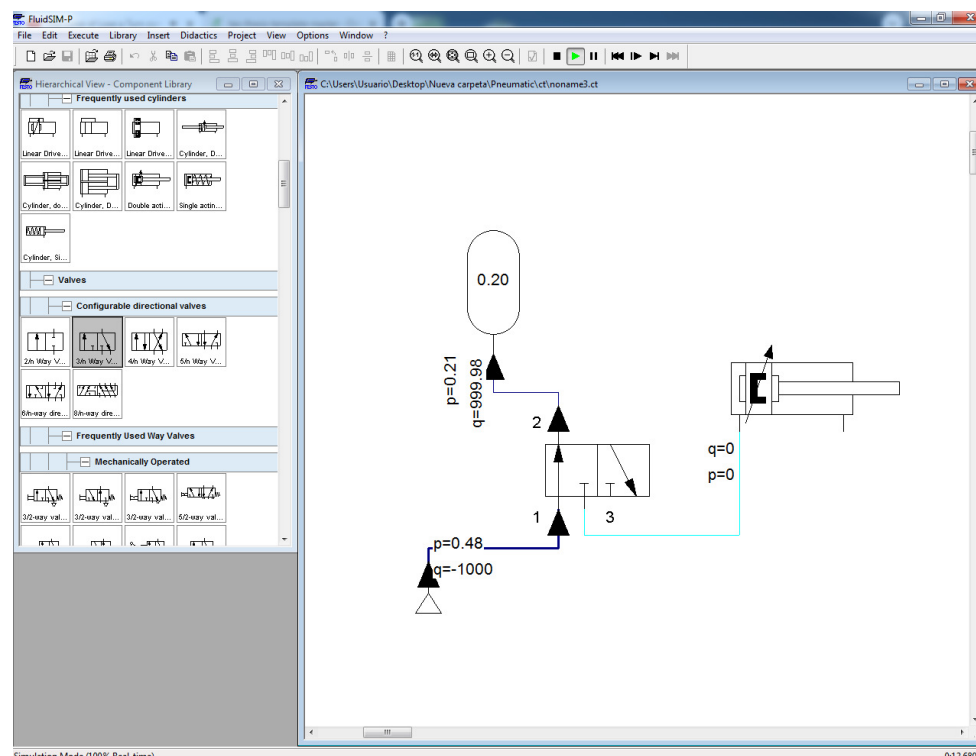 FluidSIM-P
File Edit Execute Library Insert Didactics Project View Options Window ?
Hierarchical View - Component Library
C:\Users\Usuario\Desktop\Nueva carpeta\Pneumatic\ct\noname3.ct
Frequently used cylinders
Linear Drive... Linear Drive... Linear Drive... Cylinder, D...
Cylinder, do... Cylinder, D... Double acti... Single actin...
Cylinder, Si...
Valves
Configurable directional valves
2/n Way V... 3/n Way V... 4/n Way V... 5/n Way V...
6/n-way dire... 8/n-way dire...
Frequently Used Way Valves
Mechanically Operated
3/2-way val... 3/2-way val... 3/2-way val... 5/2-way val...
0.20
p=0.21
q=999.98
2
q=0
p=0
1
3
p=0.48
q=-1000
Simulation Mode (100% Real-time)